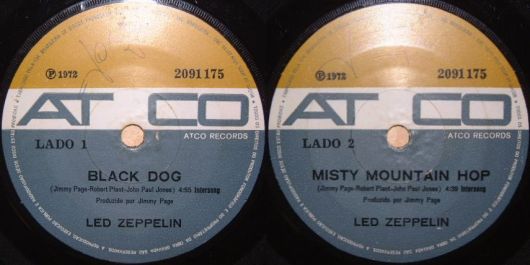 ℗ 1972
2091175
ATCO
ATCO RECORDS
LADO 1
BLACK DOG
(Jimmy Page-Robert Plant-John Paul Jones) 4:55 Intersong
Produzido por Jimmy Page
LED ZEPPELIN
℗ 1972
2091175
ATCO
ATCO RECORDS
LADO 2
MISTY MOUNTAIN HOP
(Jimmy Page-Robert Plant-John Paul Jones) 4:39 Intersong
Produzido por Jimmy Page
LED ZEPPELIN